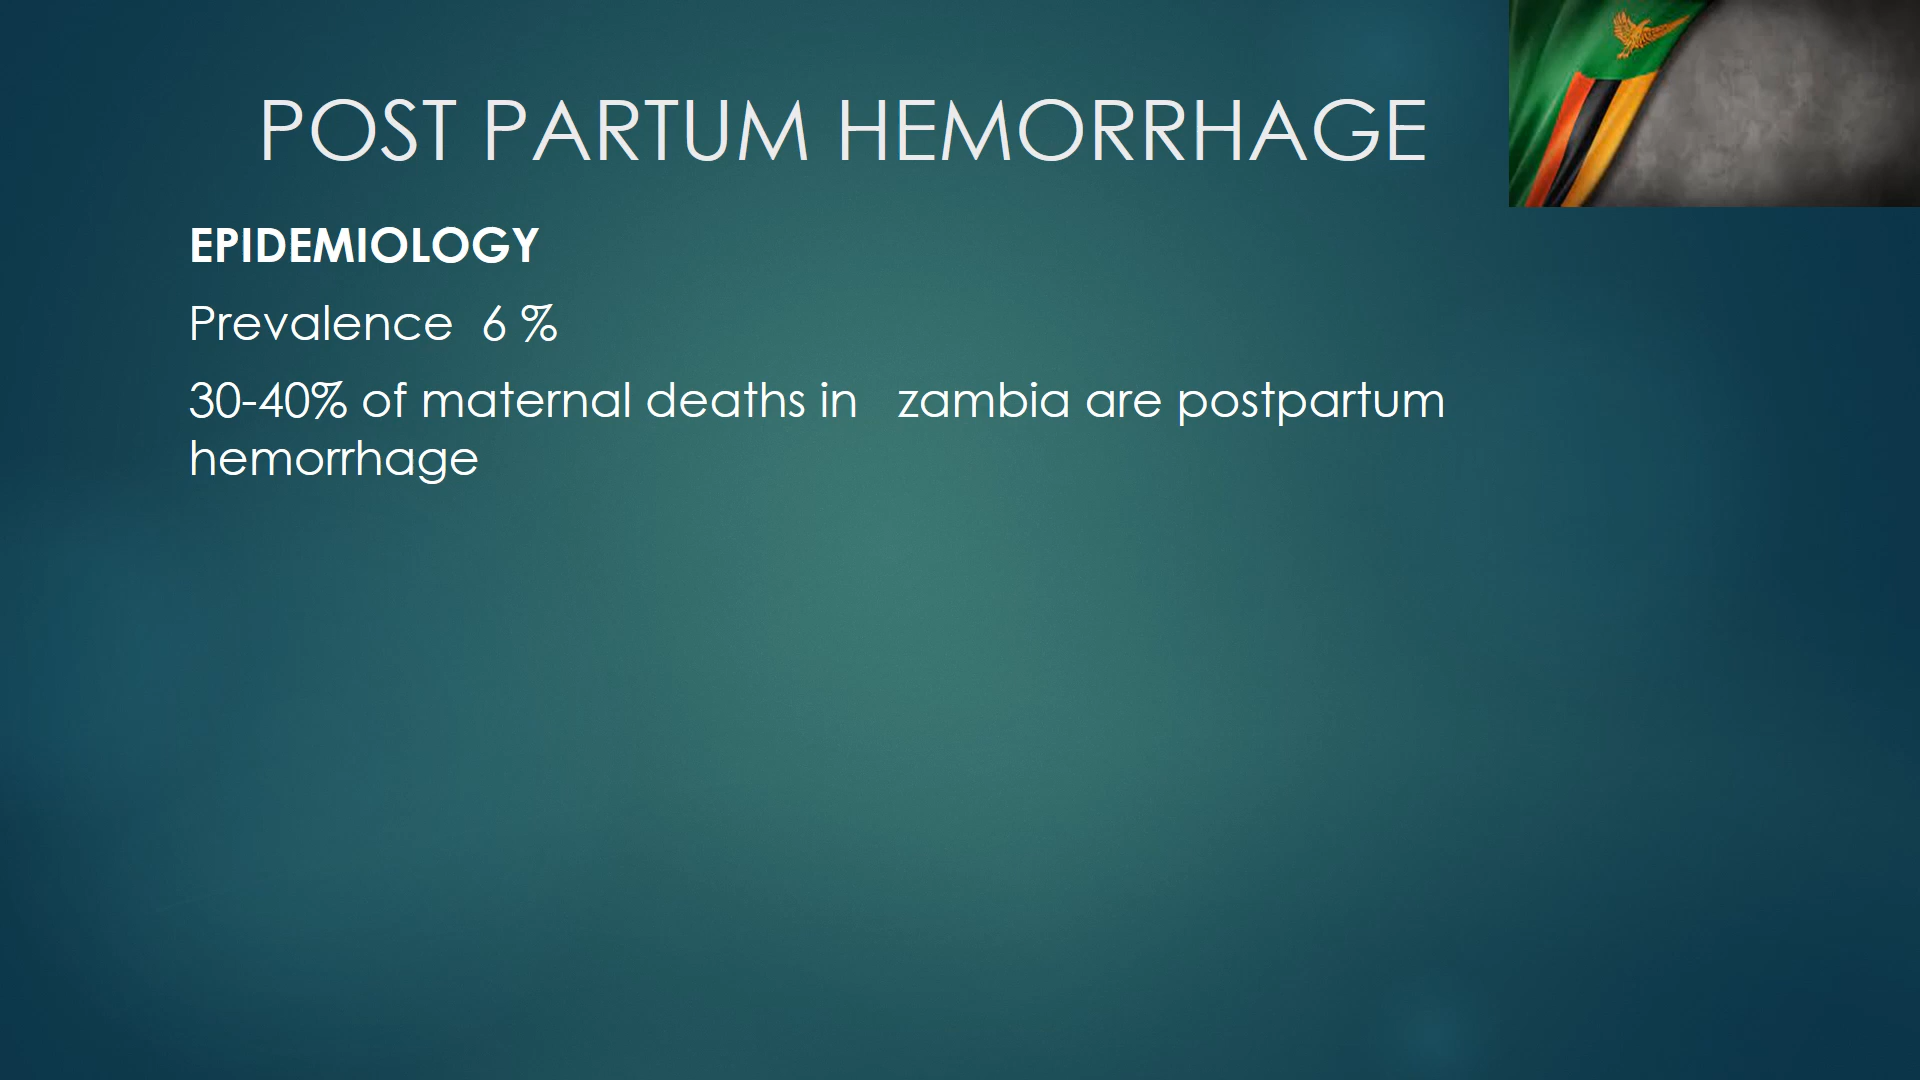 POST PARTUM HEMORRHAGE
EPIDEMIOLOGY
Prevalence  6 %
30-40% of maternal deaths in   zambia are postpartum
hemorrhage